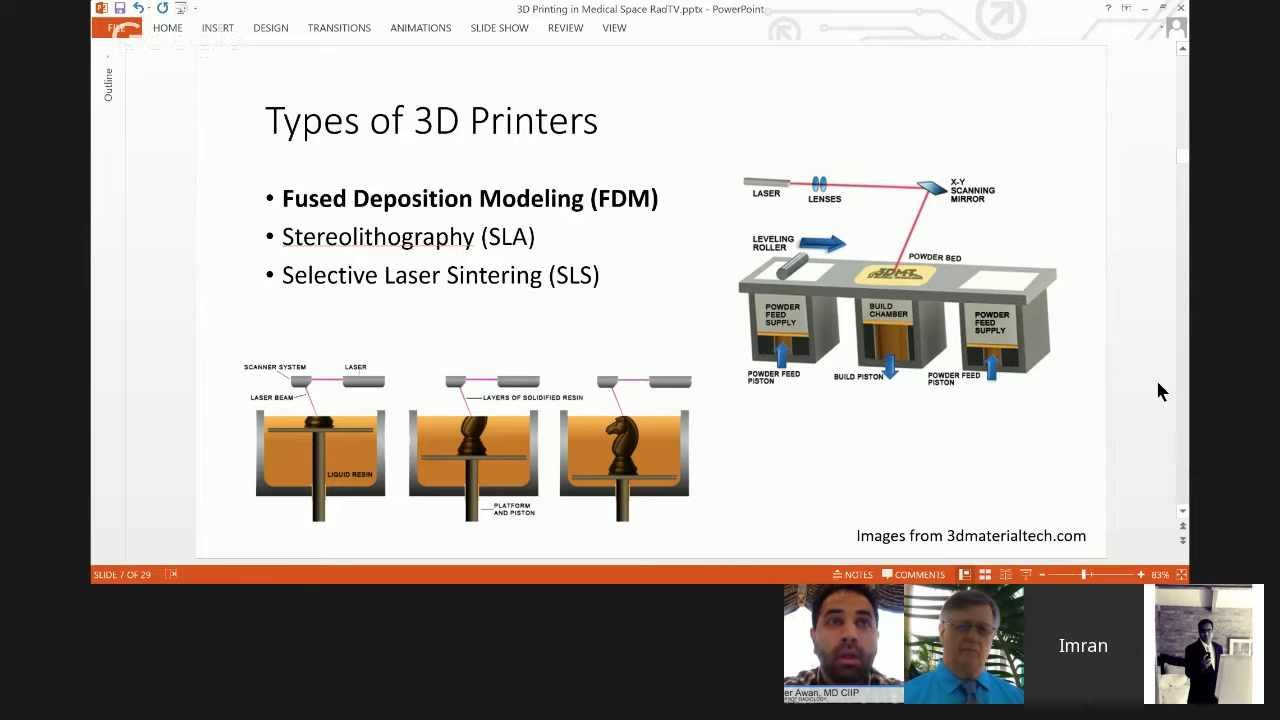 3D Printing in Medical Space RadTV.pptx - PowerPoint
FILE HOME INSERT DESIGN TRANSITIONS ANIMATIONS SLIDE SHOW REVIEW VIEW
Google
Outline
Types of 3D Printers
• Fused Deposition Modeling (FDM)
• Stereolithography (SLA)
• Selective Laser Sintering (SLS)
LASER
LENSES
X-Y
SCANNING
MIRROR
LEVELING
ROLLER
POWDER BED
3DMT
POWDER
FEED
SUPPLY
BUILD
CHAMBER
POWDER
FEED
SUPPLY
POWDER FEED
PISTON
BUILD PISTON
POWDER FEED
PISTON
SCANNER SYSTEM
LASER
LASER BEAM
LAYERS OF SOLIDIFIED RESIN
LIQUID RESIN
PLATFORM
AND PISTON
Images from 3dmaterialtech.com
SLIDE 7 OF 29
NOTES COMMENTS 83%
er Awan, MD CIIP
Imran